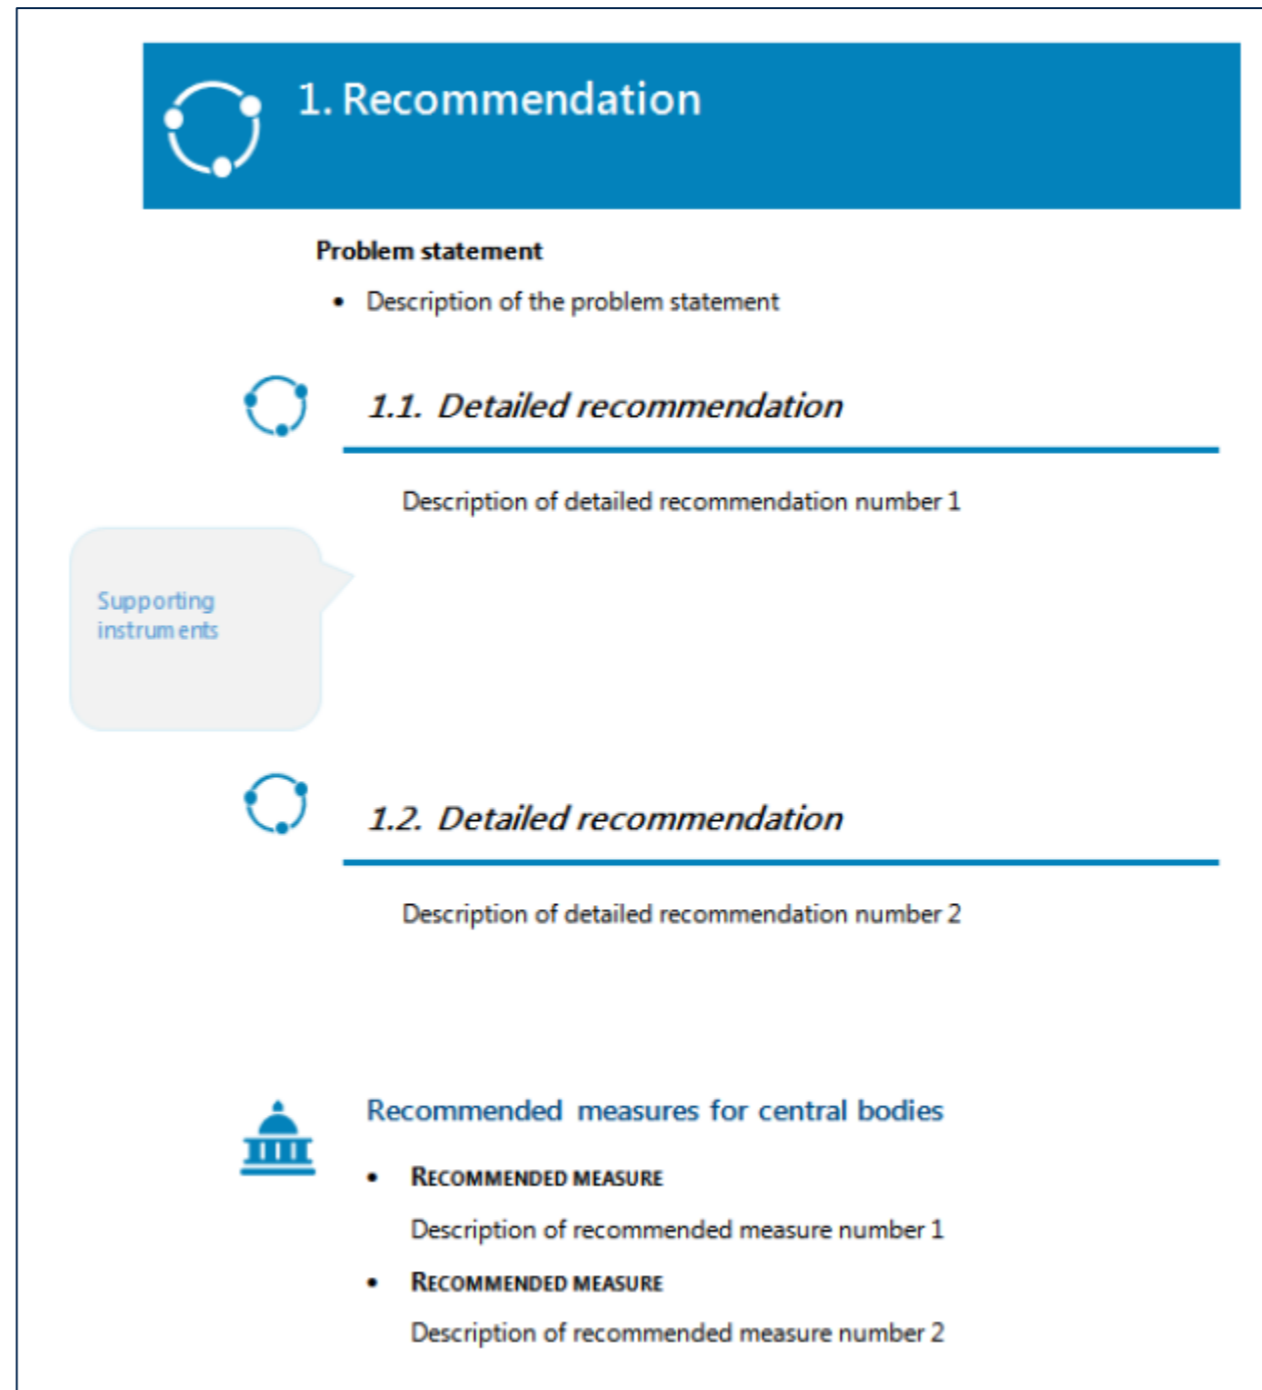 1. Recommendation
Problem statement
• Description of the problem statement
1.1. Detailed recommendation
Description of detailed recommendation number 1
Supporting
instruments
1.2. Detailed recommendation
Description of detailed recommendation number 2
Recommended measures for central bodies
• RECOMMENDED MEASURE
Description of recommended measure number 1
• RECOMMENDED MEASURE
Description of recommended measure number 2